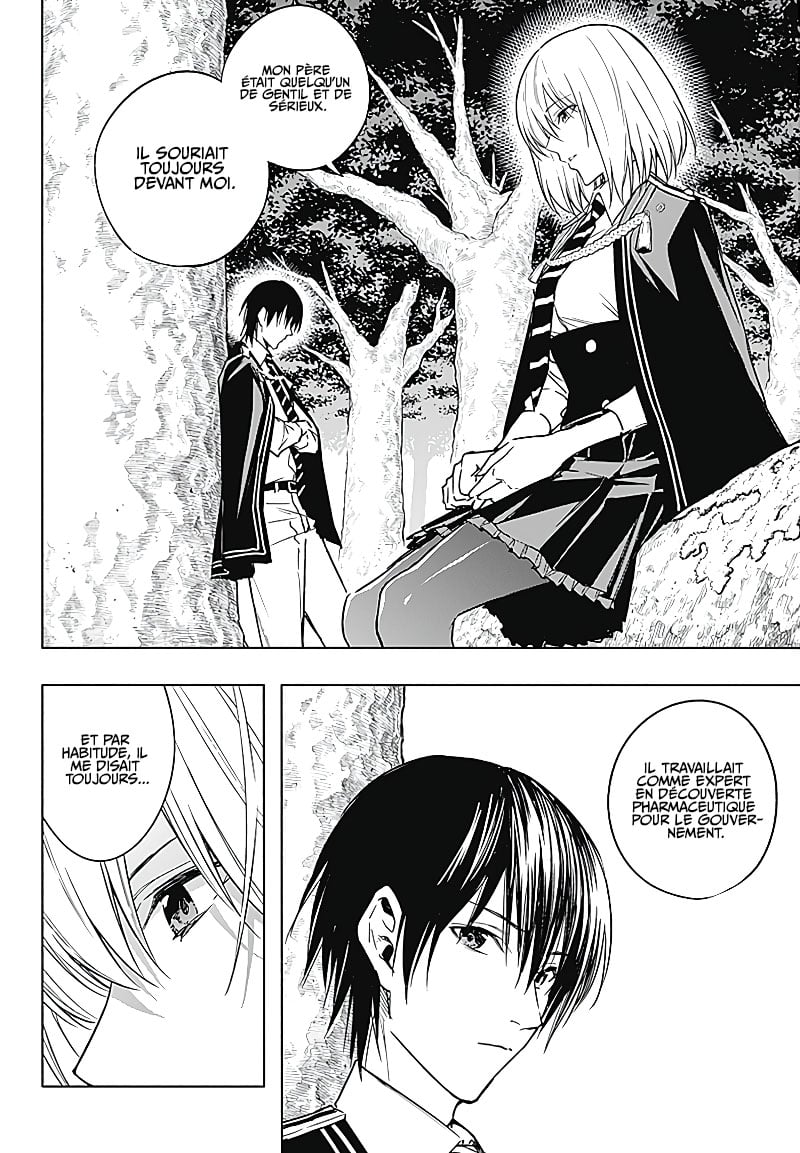 MON PÈRE
ÉTAIT QUELQU'UN
DE GENTIL ET DE
SÉRIEUX.
IL SOURIAIT
TOUJOURS
DEVANT MOI.
IL TRAVAILLAIT
COMME EXPERT
EN DÉCOUVERTE
PHARMACEUTIQUE
POUR LE GOUVER-
NEMENT.
ET PAR
HABITUDE, IL
ME DISAIT
TOUJOURS...